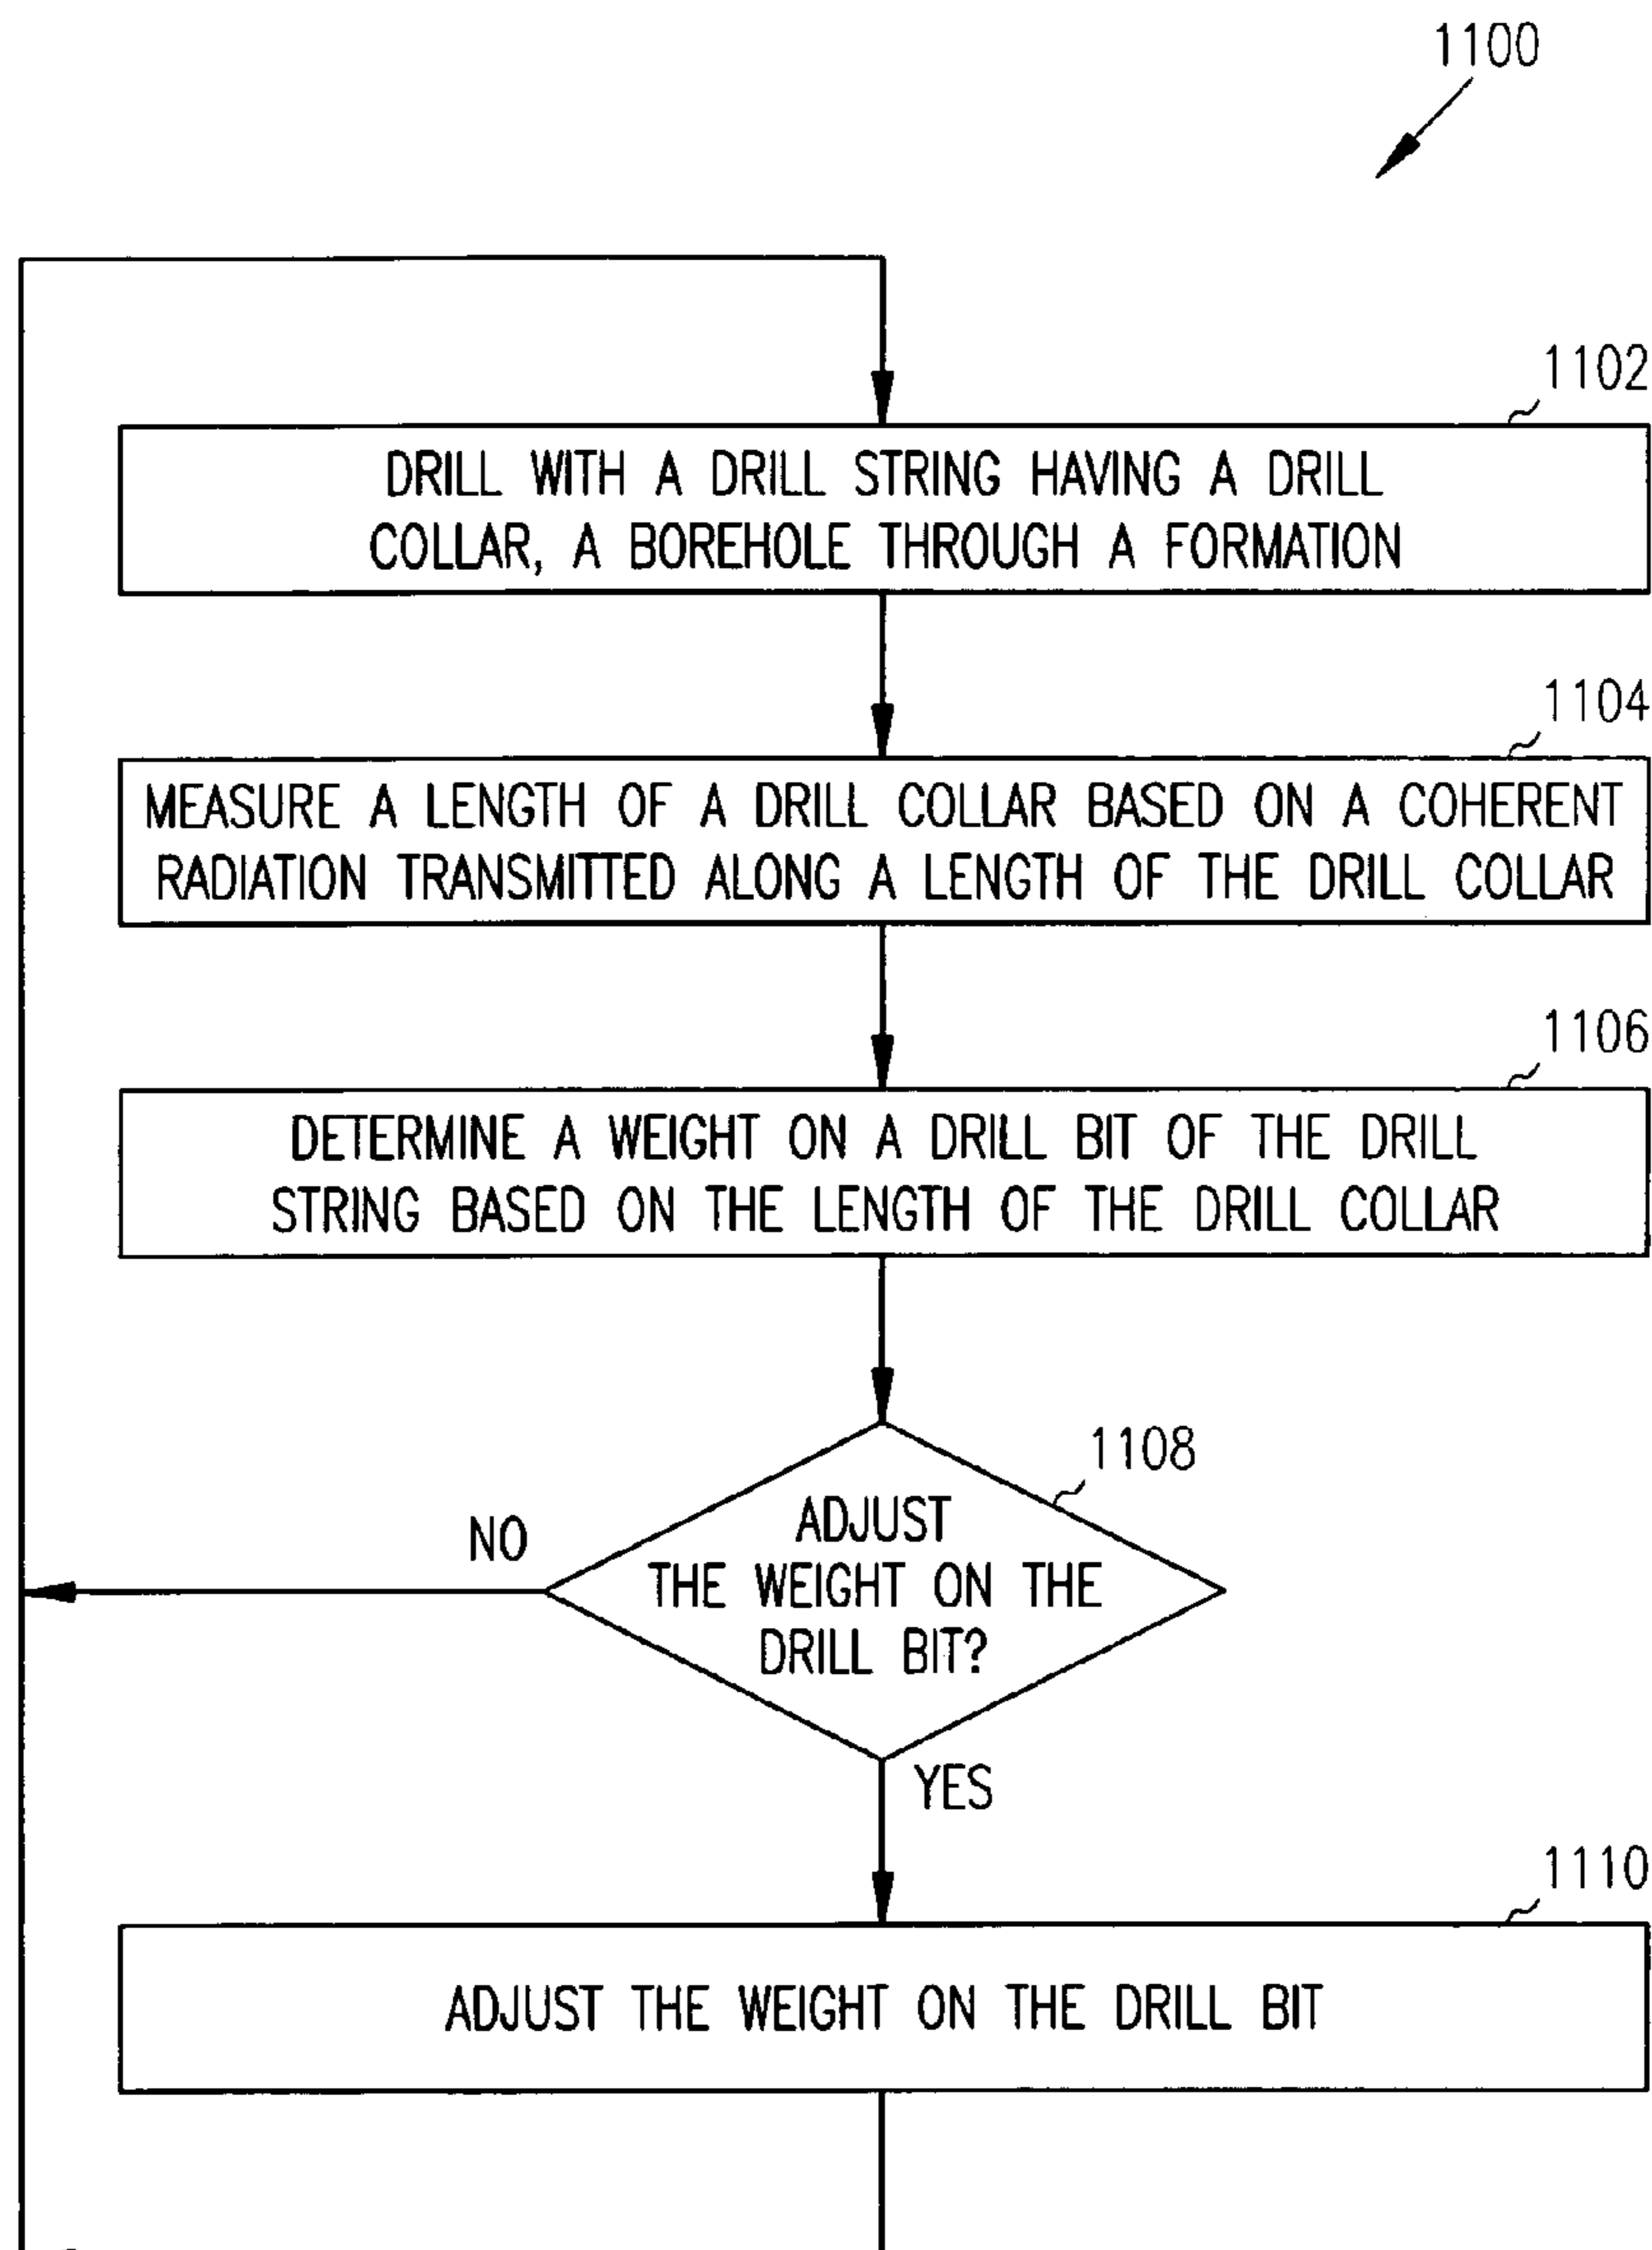 1100
1102
DRILL WITH A DRILL STRING HAVING A DRILL
COLLAR, A BOREHOLE THROUGH A FORMATION
1104
MEASURE A LENGTH OF A DRILL COLLAR BASED ON A COHERENT
RADIATION TRANSMITTED ALONG A LENGTH OF THE DRILL COLLAR
1106
DETERMINE A WEIGHT ON A DRILL BIT OF THE DRILL
STRING BASED ON THE LENGTH OF THE DRILL COLLAR
1108
ADJUST
THE WEIGHT ON THE
DRILL BIT?
NO
YES
1110
ADJUST THE WEIGHT ON THE DRILL BIT